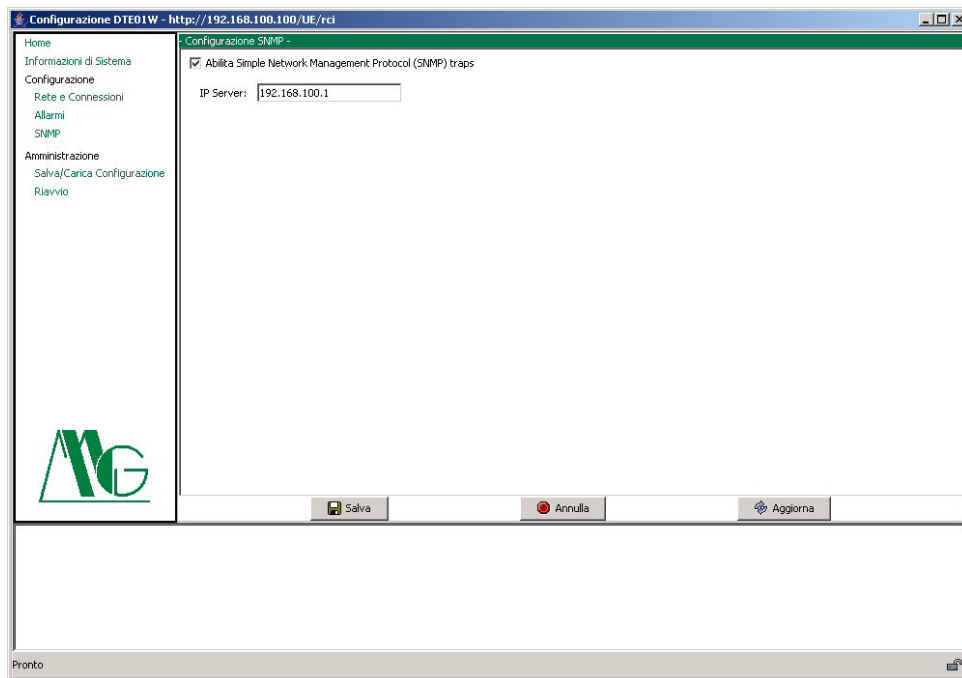 Configurazione DTE01W - http://192.168.100.100/UE/rci
Home
Informazioni di Sistema
Configurazione
Rete e Connessioni
Allarmi
SNMP
Amministrazione
Salva/Carica Configurazione
Riavvio
MG
- Configurazione SNMP -
Abilita Simple Network Management Protocol (SNMP) traps
IP Server: 192.168.100.1
Salva
Annulla
Aggiorna
Pronto